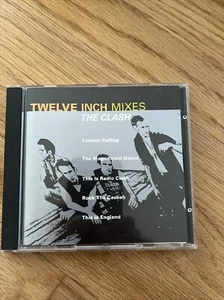 TWELVE INCH MIXES
THE CLASH
London Calling
The Magnificent Dance
This Is Radio Clash
Rock The Casbah
This Is England